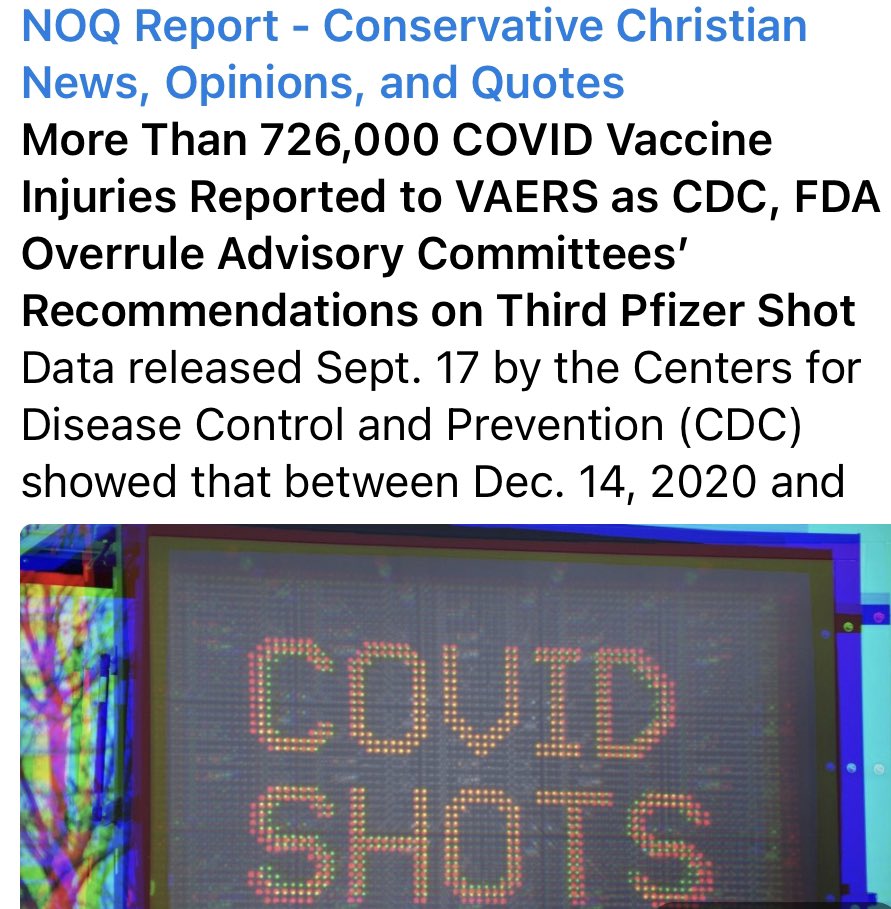 NOQ Report - Conservative Christian
News, Opinions, and Quotes
More Than 726,000 COVID Vaccine
Injuries Reported to VAERS as CDC, FDA
Overrule Advisory Committees’
Recommendations on Third Pfizer Shot
Data released Sept. 17 by the Centers for
Disease Control and Prevention (CDC)
showed that between Dec. 14, 2020 and
COVID
SHOTS